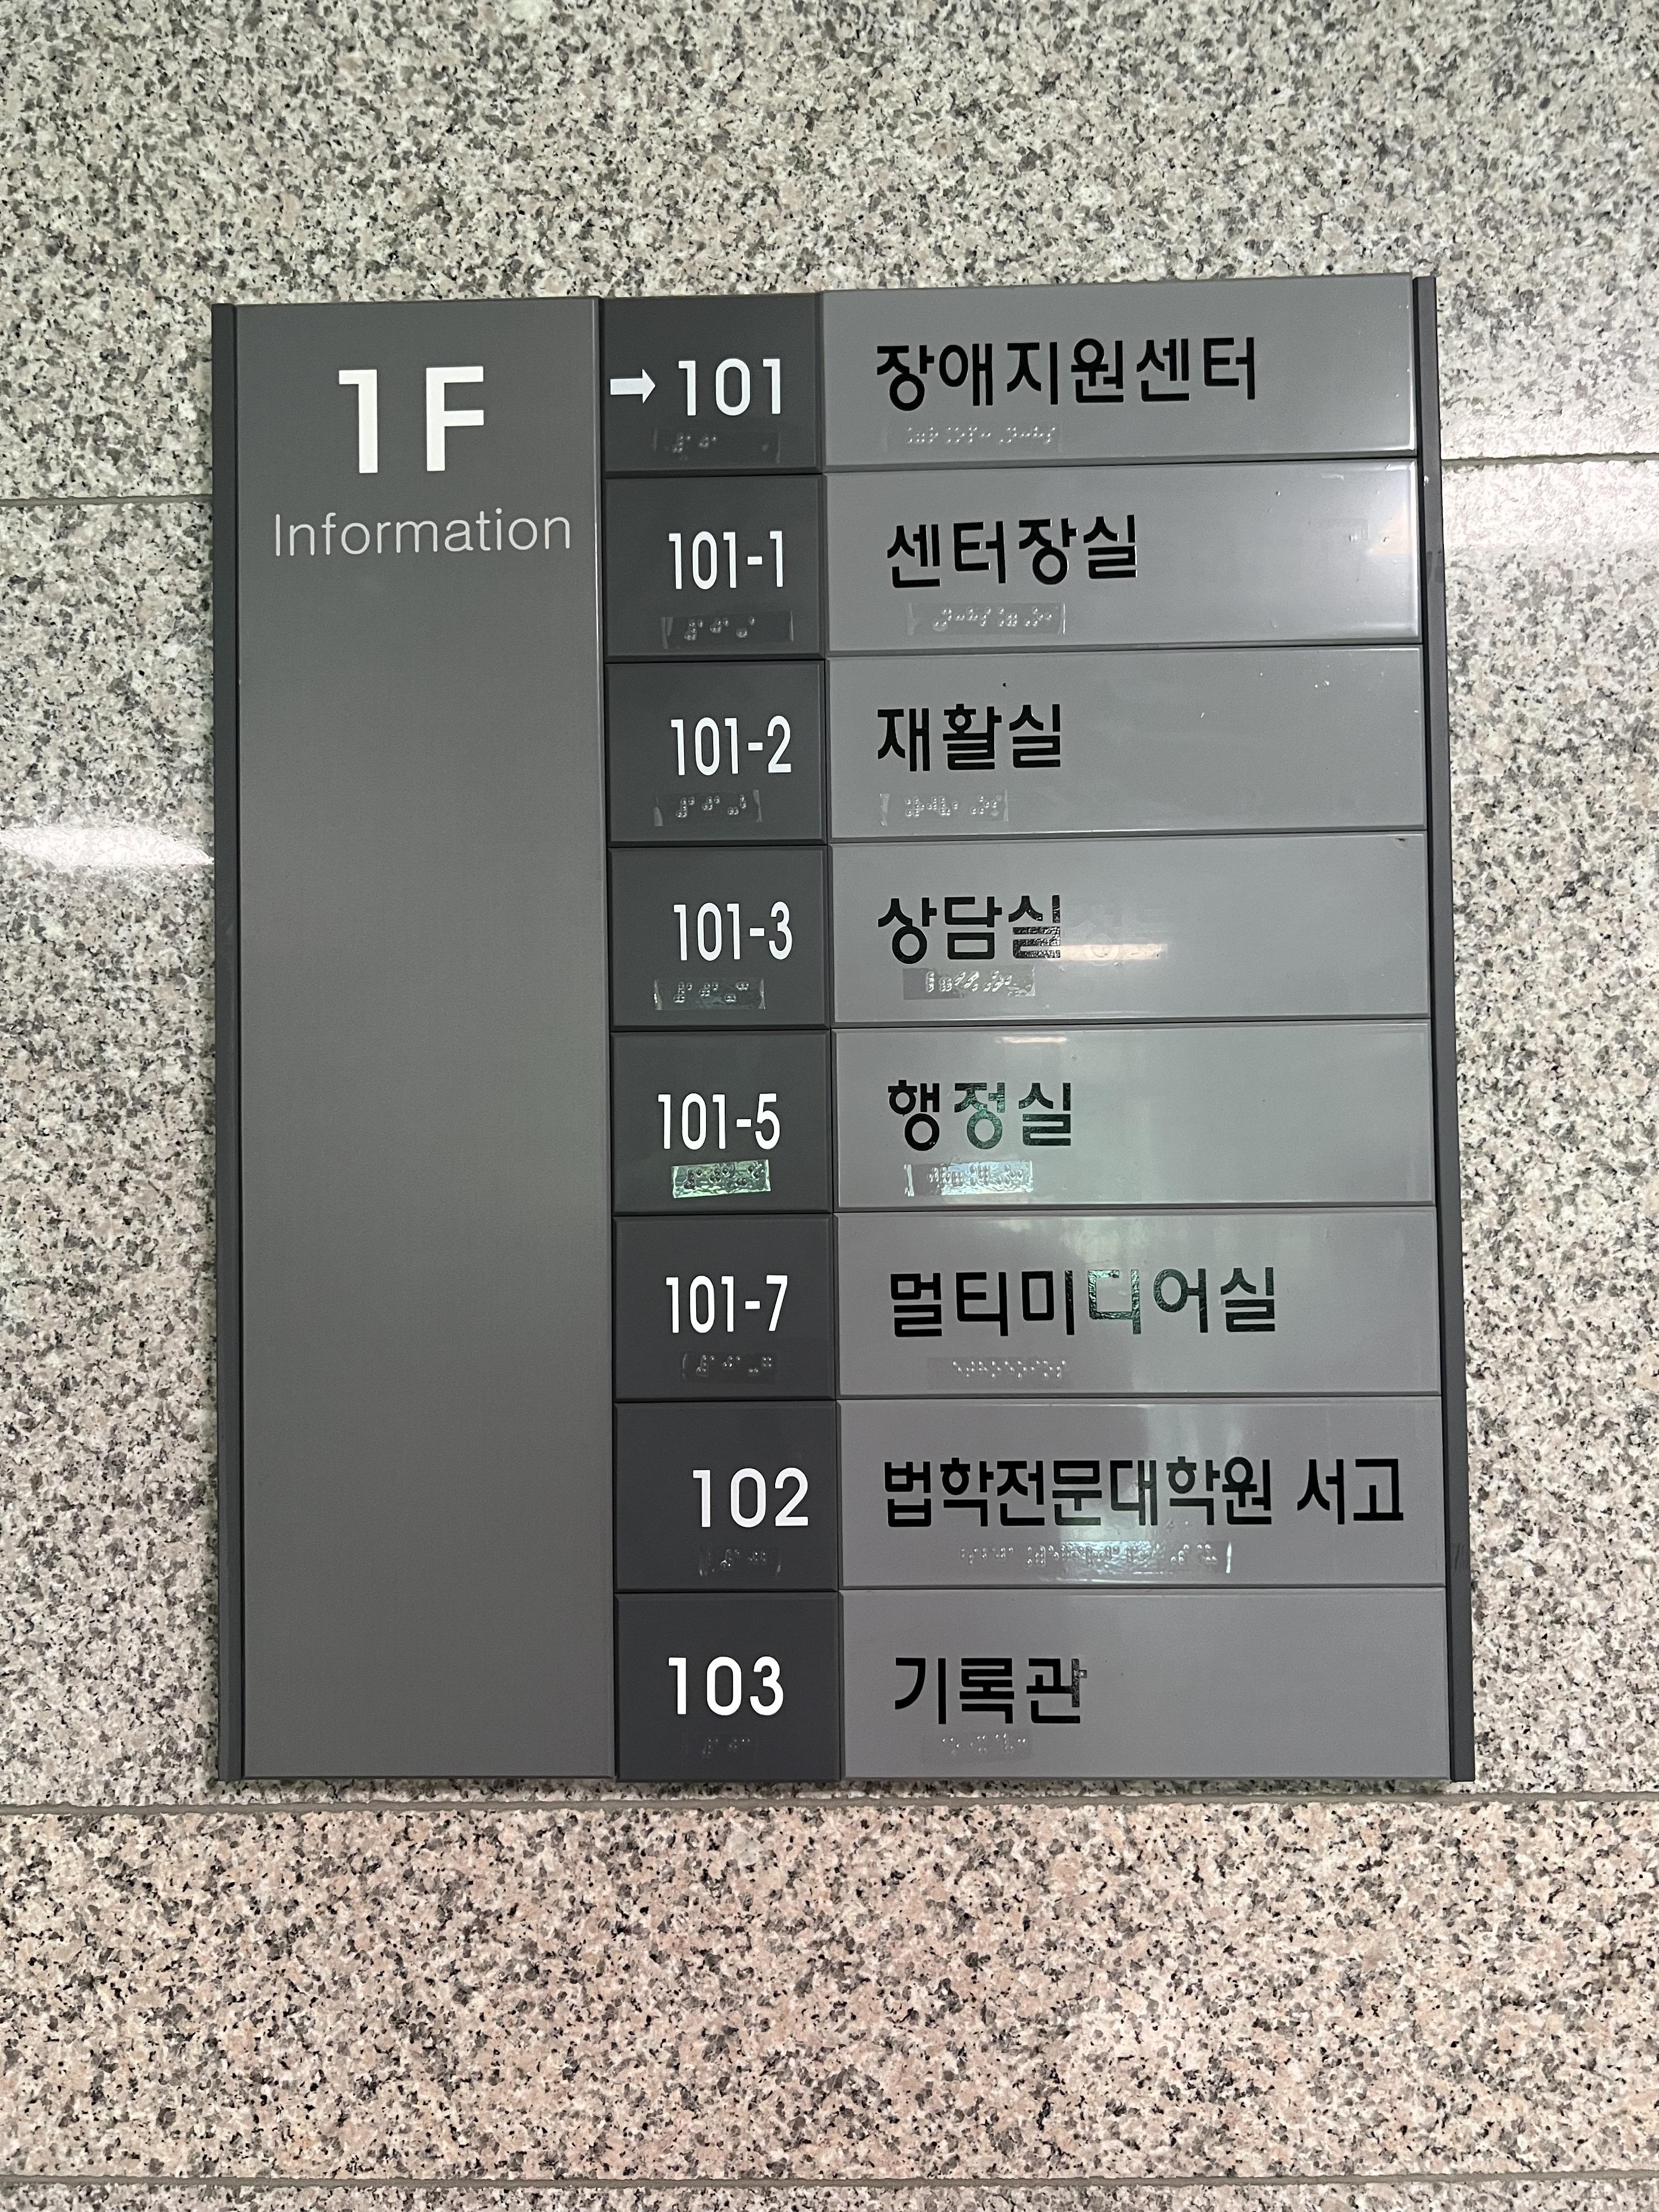 1F
Information
→ 101 장애지원센터
101-1 센터장실
101-2 재활실
101-3 상담실
101-5 행정실
101-7 멀티미디어실
102 법학전문대학원 서고
103 기록관